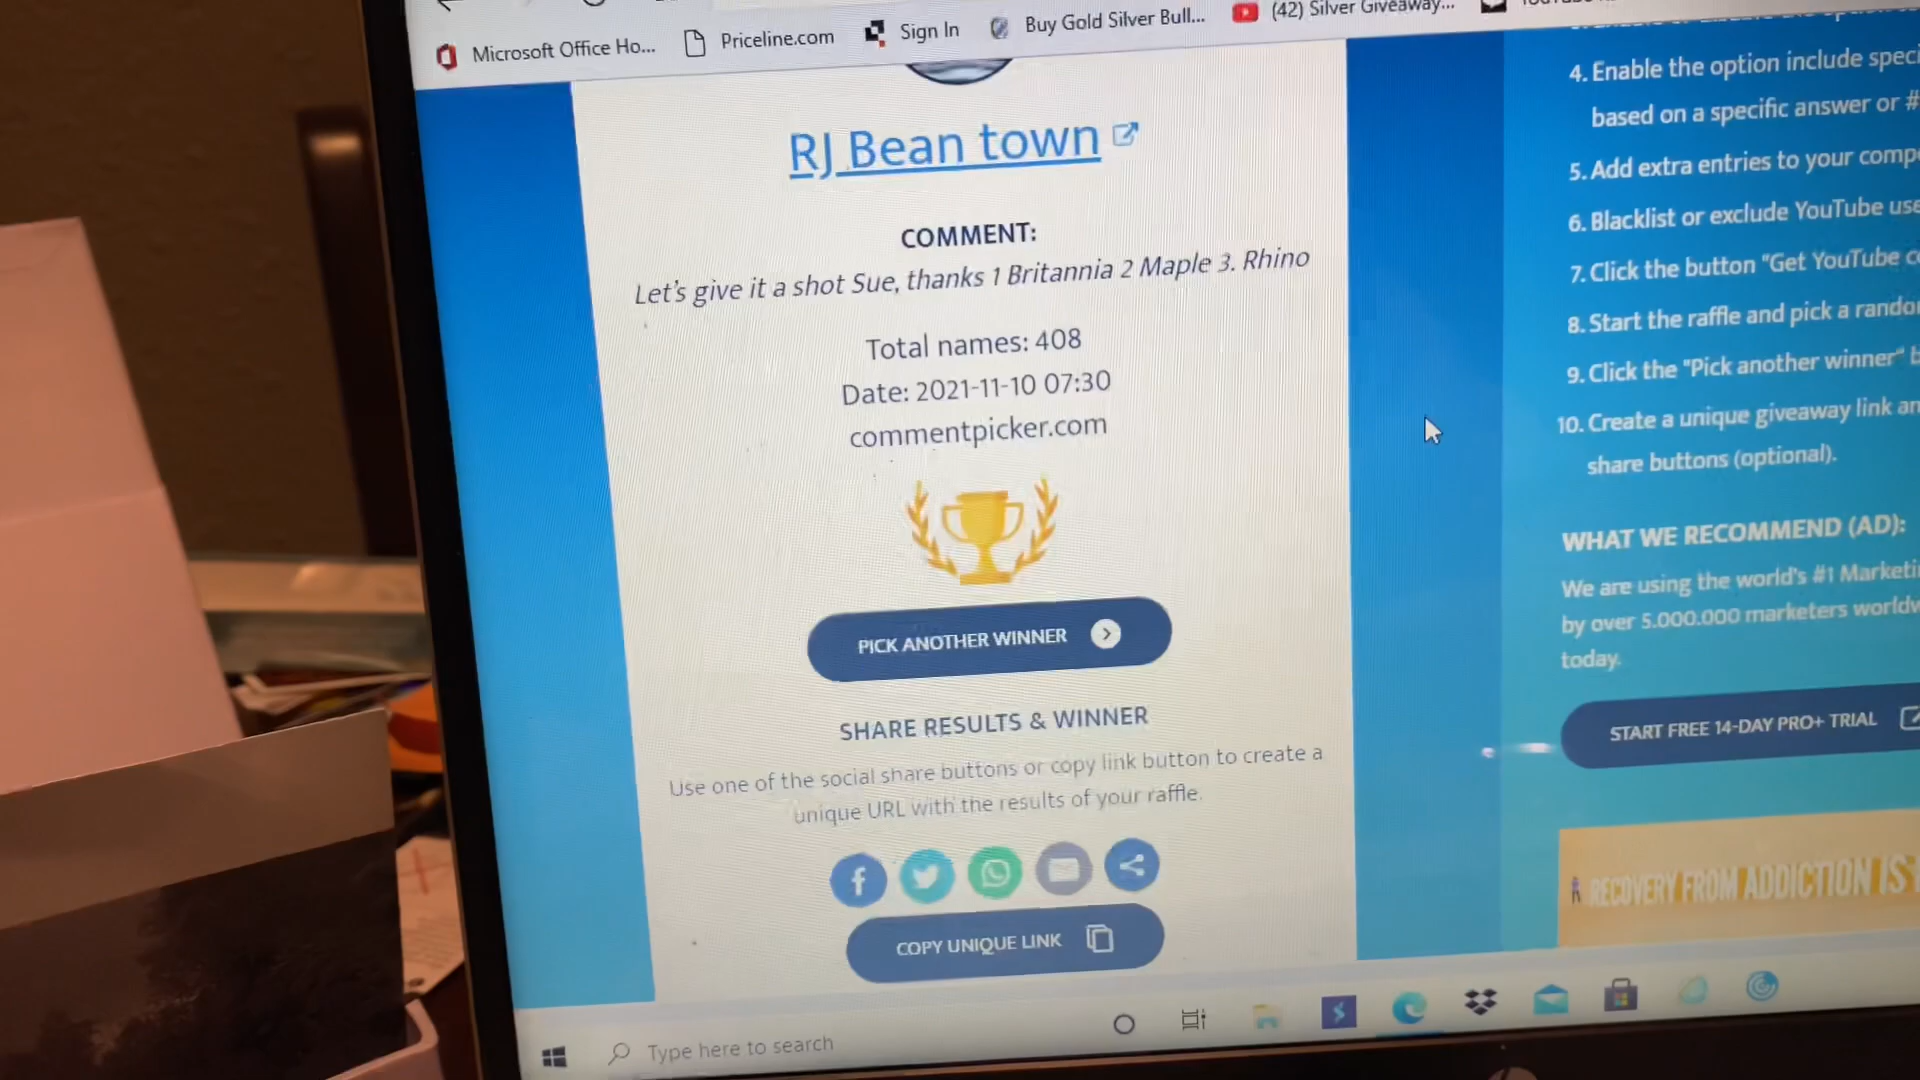 Microsoft Office Ho...
Priceline.com
Sign In
Buy Gold Silver Bull...
(42) Silver Giveaway...
RJ Bean town
COMMENT:
Let's give it a shot Sue, thanks 1 Britannia 2 Maple 3. Rhino
Total names: 408
Date: 2021-11-10 07:30
commentpicker.com
PICK ANOTHER WINNER
SHARE RESULTS & WINNER
Use one of the social share buttons or copy link button to create a
unique URL with the results of your raffle.
COPY UNIQUE LINK
4. Enable the option include speci
based on a specific answer or #
5. Add extra entries to your comp
6. Blacklist or exclude YouTube use
7. Click the button "Get YouTube c
8. Start the raffle and pick a rando
9. Click the "Pick another winner" b
10. Create a unique giveaway link an
share buttons (optional).
WHAT WE RECOMMEND (AD):
We are using the world's #1 Marketi
by over 5.000.000 marketers worldw
today.
START FREE 14-DAY PRO+ TRIAL
RECOVERY FROM ADDICTION IS
Type here to search